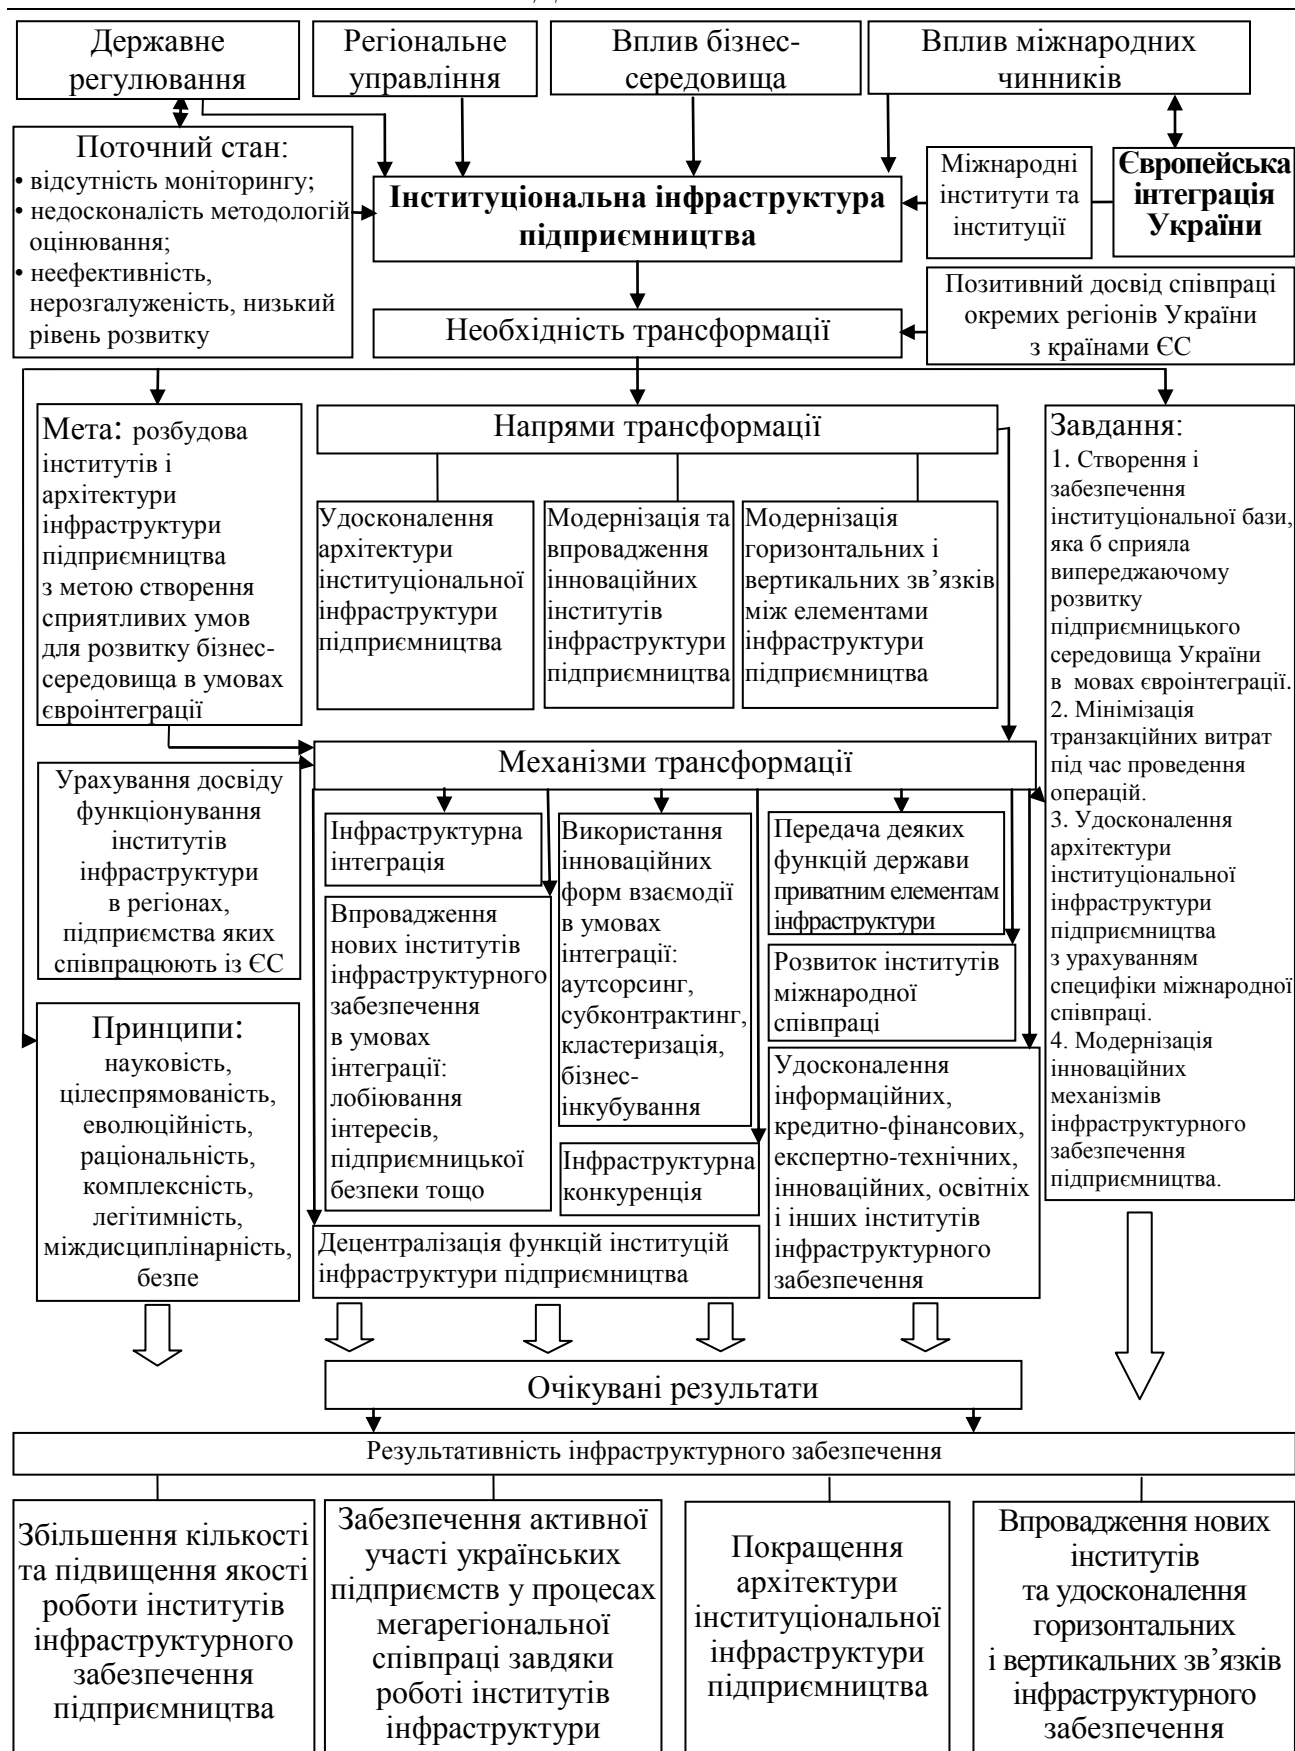 Державне
регулювання
Регіональне
управління
Вплив бізнес-
середовища
Вплив міжнародних
чинників
Поточний стан:
• відсутність моніторингу;
• недосконалість методологій
оцінювання;
• неефективність,
нерозгалуженість, низький
рівень розвитку
Інституціональна інфраструктура
підприємництва
Міжнародні
інститути та
інституції
Європейська
інтеграція
України
Необхідність трансформації
Позитивний досвід співпраці
окремих регіонів України
з країнами ЄС
Мета: розбудова
інститутів і
архітектури
інфраструктури
підприємництва
з метою створення
сприятливих умов
для розвитку бізнес-
середовища в умовах
євроінтеграції
Напрями трансформації
Удосконалення
архітектури
інституціональної
інфраструктури
підприємництва
Модернізація та
впровадження
інноваційних
інститутів
інфраструктури
підприємництва
Модернізація
горизонтальних і
вертикальних зв’язків
між елементами
інфраструктури
підприємництва
Завдання:
1. Створення і
забезпечення
інституціональної бази,
яка б сприяла
випереджаючому
розвитку
підприємницького
середовища України
в мовах євроінтеграції.
2. Мінімізація
транзакційних витрат
під час проведення
операцій.
3. Удосконалення
архітектури
інституціональної
інфраструктури
підприємництва
з урахуванням
специфіки міжнародної
співпраці.
4. Модернізація
інноваційних
механізмів
інфраструктурного
забезпечення
підприємництва.
Механізми трансформації
Урахування досвіду
функціонування
інститутів
інфраструктури
в регіонах,
підприємства яких
співпрацюють із ЄС
Інфраструктурна
інтеграція
Впровадження
нових інститутів
інфраструктурного
забезпечення
в умовах
інтеграції:
лобіювання
інтересів,
підприємницької
безпеки тощо
Використання
інноваційних
форм взаємодії
в умовах
інтеграції:
аутсорсинг,
субконтрактинг,
кластеризація,
бізнес-
інкубування
Інфраструктурна
конкуренція
Передача деяких
функцій держави
приватним елементам
інфраструктури
Розвиток інститутів
міжнародної
співпраці
Удосконалення
інформаційних,
кредитно-фінансових,
експертно-технічних,
інноваційних, освітніх
і інших інститутів
інфраструктурного
забезпечення
Принципи:
науковість,
цілеспрямованість,
еволюційність,
раціональність,
комплексність,
легітимність,
міждисциплінарність,
безпе
Децентралізація функцій інституцій
інфраструктури підприємництва
Очікувані результати
Результативність інфраструктурного забезпечення
Збільшення кількості
та підвищення якості
роботи інститутів
інфраструктурного
забезпечення
підприємництва
Забезпечення активної
участі українських
підприємств у процесах
мегарегіональної
співпраці завдяки
роботі інститутів
інфраструктури
Покращення
архітектури
інституціональної
інфраструктури
підприємництва
Впровадження нових
інститутів
та удосконалення
горизонтальних
і вертикальних зв’язків
інфраструктурного
забезпечення